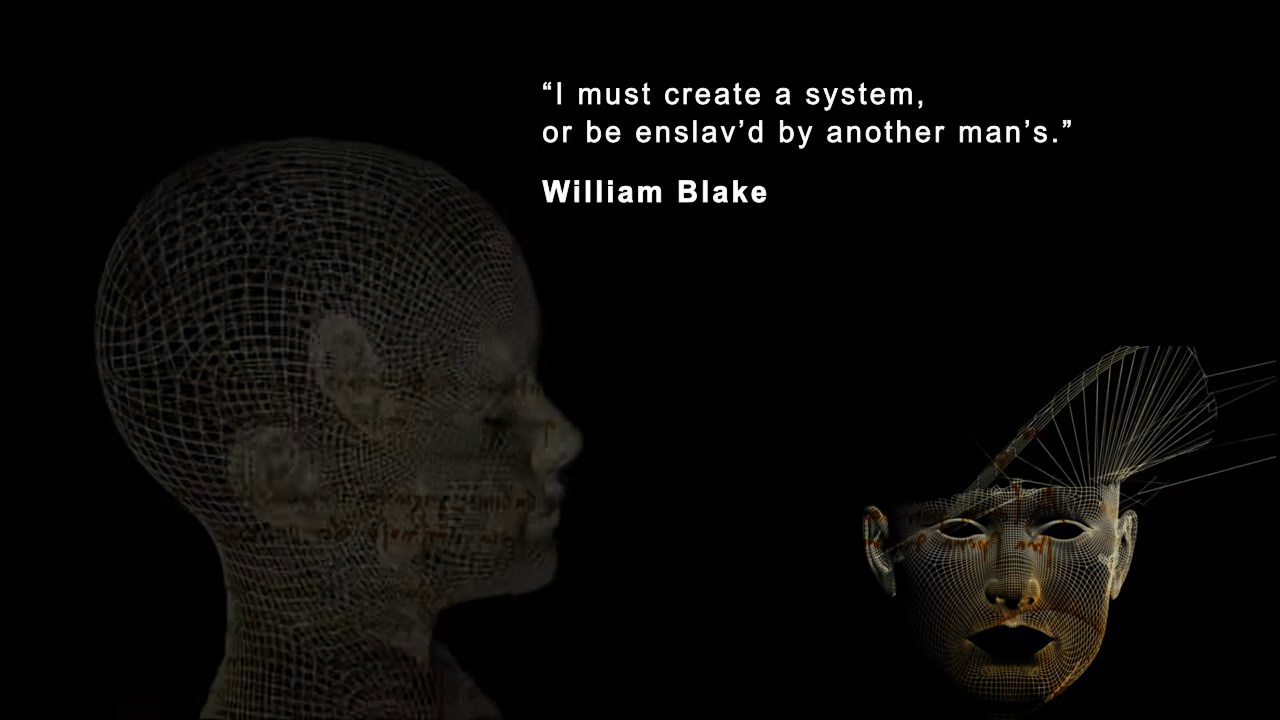 “I must create a system,
or be enslav’d by another man’s.”
William Blake